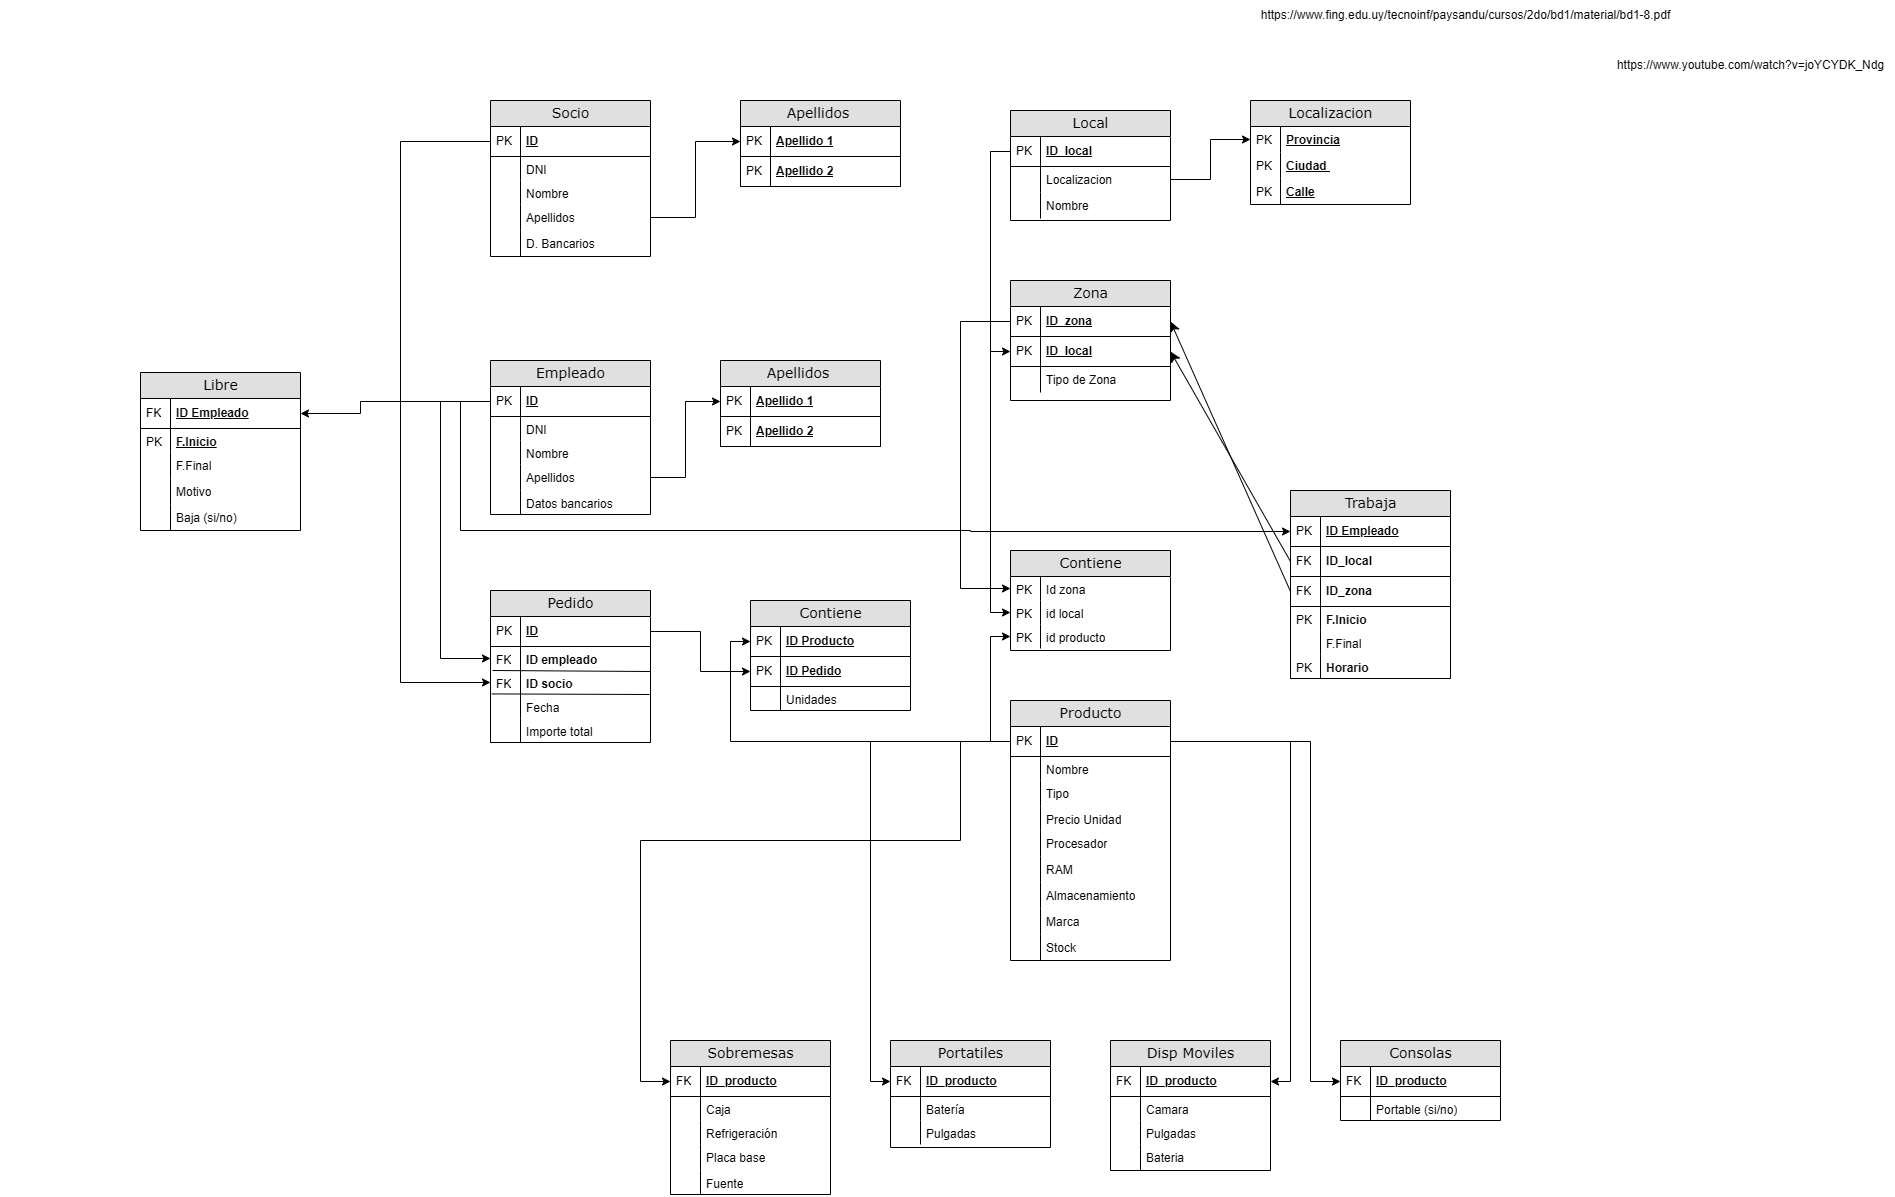 https://www.fing.edu.uy/tecnoinf/paysandu/cursos/2do/bd1/material/bd1-8.pdf
https://www.youtube.com/watch?v=joYCYDK_Ndg
Socio
PK ID
DNI
Nombre
Apellidos
D. Bancarios
Apellidos
PK Apellido 1
PK Apellido 2
Local
PK ID_local
Localizacion
Nombre
Localizacion
PK Provincia
PK Ciudad
PK Calle
Zona
PK ID_zona
PK ID_local
Tipo de Zona
Libre
FK ID Empleado
PK F.Inicio
F.Final
Motivo
Baja (si/no)
Empleado
PK ID
DNI
Nombre
Apellidos
Datos bancarios
Apellidos
PK Apellido 1
PK Apellido 2
Trabaja
PK ID Empleado
FK ID_local
FK ID_zona
PK F.Inicio
F.Final
PK Horario
Contiene
PK Id zona
PK id local
PK id producto
Pedido
PK ID
FK ID empleado
FK ID socio
Fecha
Importe total
Contiene
PK ID Producto
PK ID Pedido
Unidades
Producto
PK ID
Nombre
Tipo
Precio Unidad
Procesador
RAM
Almacenamiento
Marca
Stock
Sobremesas
FK ID_producto
Caja
Refrigeración
Placa base
Fuente
Portatiles
FK ID_producto
Batería
Pulgadas
Disp Moviles
FK ID_producto
Camara
Pulgadas
Bateria
Consolas
FK ID_producto
Portable (si/no)